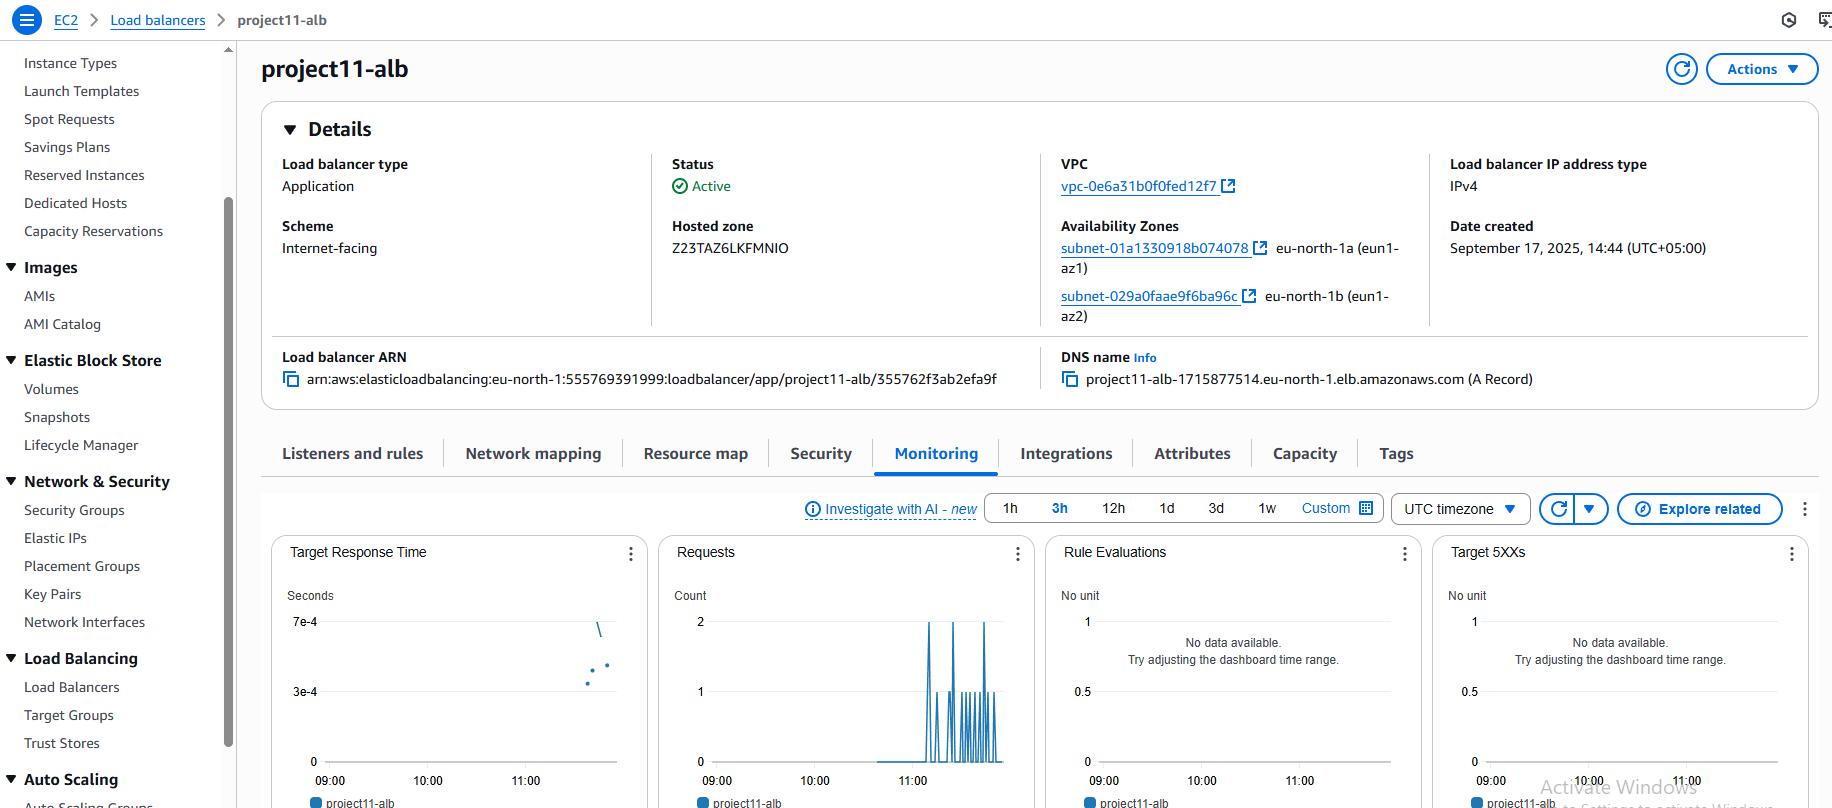 EC2 > Load balancers > project11-alb
Instance Types
Launch Templates
Spot Requests
Savings Plans
Reserved Instances
Dedicated Hosts
Capacity Reservations
Images
AMIs
AMI Catalog
Elastic Block Store
Volumes
Snapshots
Lifecycle Manager
Network & Security
Security Groups
Elastic IPs
Placement Groups
Key Pairs
Network Interfaces
Load Balancing
Load Balancers
Target Groups
Trust Stores
Auto Scaling
Auto Scaling Groups
project11-alb
Actions
Details
Load balancer type
Application
Status
Active
VPC
vpc-0e6a31b0f0fed12f7
Load balancer IP address type
IPv4
Scheme
Internet-facing
Hosted zone
Z23TAZ6LKFMNIO
Availability Zones
subnet-01a1330918b074078 eu-north-1a (eun1-
az1)
subnet-029a0faae9f6ba96c eu-north-1b (eun1-
az2)
Date created
September 17, 2025, 14:44 (UTC+05:00)
Load balancer ARN
arn:aws:elasticloadbalancing:eu-north-1:555769391999:loadbalancer/app/project11-alb/355762f3ab2efa9f
DNS name Info
project11-alb-1715877514.eu-north-1.elb.amazonaws.com (A Record)
Listeners and rules
Network mapping
Resource map
Security
Monitoring
Integrations
Attributes
Capacity
Tags
Investigate with AI - new
1h 3h 12h 1d 3d 1w Custom
UTC timezone
Explore related
Target Response Time
Seconds
7e-4
3e-4
0
09:00 10:00 11:00
project11-alb
Requests
Count
2
1
0
09:00 10:00 11:00
project11-alb
Rule Evaluations
No unit
1
No data available.
Try adjusting the dashboard time range.
0.5
0
09:00 10:00 11:00
project11-alb
Target 5XXs
No unit
1
No data available.
Try adjusting the dashboard time range.
0.5
0
09:00 10:00 11:00
project11-alb
Activate Windows
to Settings to activate Windows